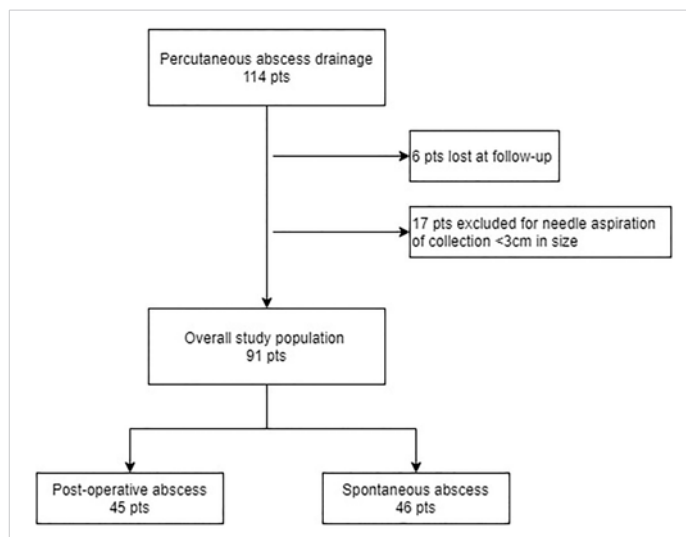 Percutaneous abscess drainage
114 pts
6 pts lost at follow-up
17 pts excluded for needle aspiration
of collection <3cm in size
Overall study population
91 pts
Post-operative abscess
45 pts
Spontaneous abscess
46 pts